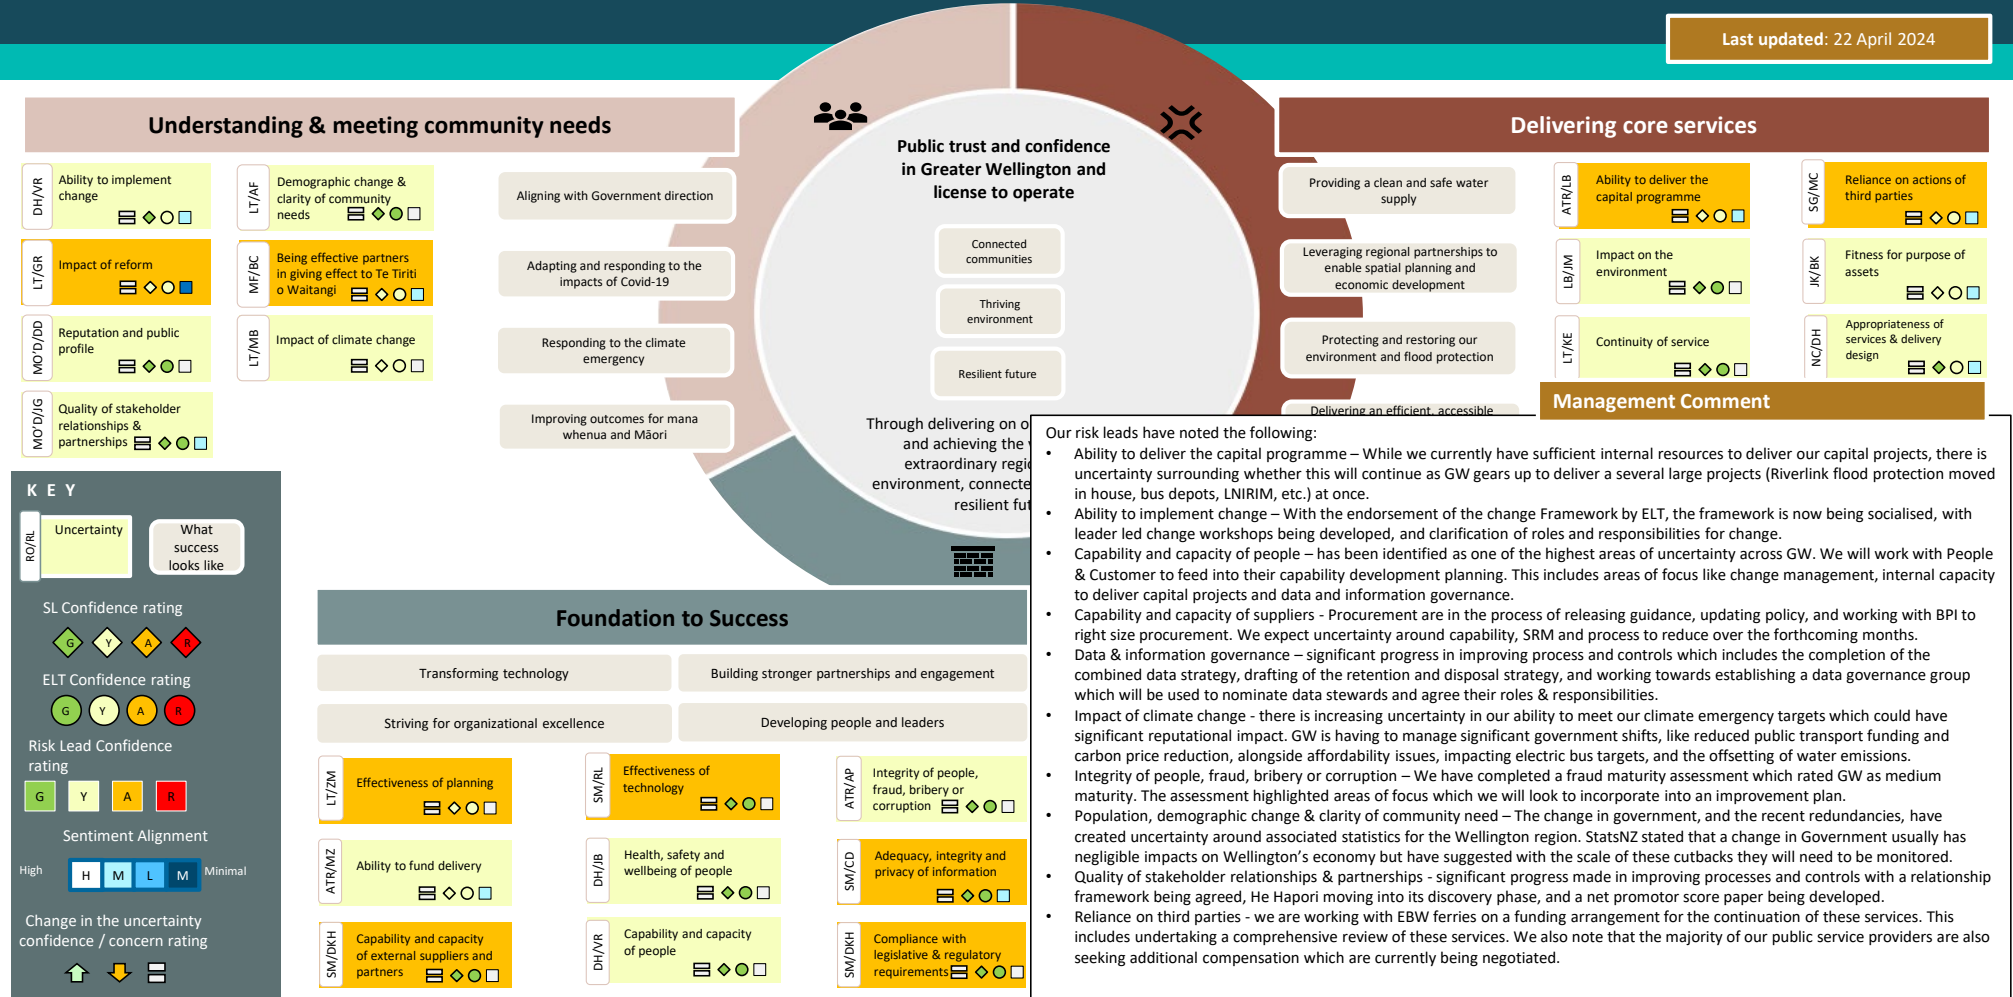 Last updated: 22 April 2024
Understanding & meeting community needs
DH/VR
Ability to implement
change
LT/AF
Demographic change &
clarity of community
needs
LT/GR
Impact of reform
MF/BC
Being effective partners
in giving effect to Te Tiriti
o Waitangi
MO'D/DD
Reputation and public
profile
LT/MB
Impact of climate change
MO'D/JG
Quality of stakeholder
relationships &
partnerships
Aligning with Government direction
Adapting and responding to the
impacts of Covid-19
Responding to the climate
emergency
Improving outcomes for mana
whenua and Māori
Public trust and confidence
in Greater Wellington and
license to operate
Connected
communities
Thriving
environment
Resilient future
Through delivering on o
and achieving the
extraordinary regi
environment, connecte
resilient fut
Delivering core services
Providing a clean and safe water
supply
Leveraging regional partnerships to
enable spatial planning and
economic development
Protecting and restoring our
environment and flood protection
Delivering an efficient, accessible
ATR/LB
Ability to deliver the
capital programme
SG/MC
Reliance on actions of
third parties
LB/JM
Impact on the
environment
JK/BK
Fitness for purpose of
assets
LT/KE
Continuity of service
NC/DH
Appropriateness of
services & delivery
design
KEY
RO/RL
Uncertainty
What
success
looks like
SL Confidence rating
G Y A R
ELT Confidence rating
G Y A R
Risk Lead Confidence
rating
G Y A R
Sentiment Alignment
High H M L M Minimal
Change in the uncertainty
confidence / concern rating
Foundation to Success
Transforming technology
Building stronger partnerships and engagement
Striving for organizational excellence
Developing people and leaders
LT/ZM
Effectiveness of planning
SM/RL
Effectiveness of
technology
ATR/AP
Integrity of people,
fraud, bribery or
corruption
ATR/MZ
Ability to fund delivery
DH/JB
Health, safety and
wellbeing of people
SM/CD
Adequacy, integrity and
privacy of information
SM/DKH
Capability and capacity
of external suppliers and
partners
DH/VR
Capability and capacity
of people
SM/DKH
Compliance with
legislative & regulatory
requirements
Management Comment
Our risk leads have noted the following:
• Ability to deliver the capital programme – While we currently have sufficient internal resources to deliver our capital projects, there is
uncertainty surrounding whether this will continue as GW gears up to deliver a several large projects (Riverlink flood protection moved
in house, bus depots, LNIRIM, etc.) at once.
• Ability to implement change – With the endorsement of the change Framework by ELT, the framework is now being socialised, with
leader led change workshops being developed, and clarification of roles and responsibilities for change.
• Capability and capacity of people – has been identified as one of the highest areas of uncertainty across GW. We will work with People
& Customer to feed into their capability development planning. This includes areas of focus like change management, internal capacity
to deliver capital projects and data and information governance.
• Capability and capacity of suppliers - Procurement are in the process of releasing guidance, updating policy, and working with BPI to
right size procurement. We expect uncertainty around capability, SRM and process to reduce over the forthcoming months.
• Data & information governance – significant progress in improving process and controls which includes the completion of the
combined data strategy, drafting of the retention and disposal strategy, and working towards establishing a data governance group
which will be used to nominate data stewards and agree their roles & responsibilities.
• Impact of climate change - there is increasing uncertainty in our ability to meet our climate emergency targets which could have
significant reputational impact. GW is having to manage significant government shifts, like reduced public transport funding and
carbon price reduction, alongside affordability issues, impacting electric bus targets, and the offsetting of water emissions.
• Integrity of people, fraud, bribery or corruption – We have completed a fraud maturity assessment which rated GW as medium
maturity. The assessment highlighted areas of focus which we will look to incorporate into an improvement plan.
• Population, demographic change & clarity of community need – The change in government, and the recent redundancies, have
created uncertainty around associated statistics for the Wellington region. StatsNZ stated that a change in Government usually has
negligible impacts on Wellington's economy but have suggested with the scale of these cutbacks they will need to be monitored.
• Quality of stakeholder relationships & partnerships - significant progress made in improving processes and controls with a relationship
framework being agreed, He Hapori moving into its discovery phase, and a net promotor score paper being developed.
• Reliance on third parties - we are working with EBW ferries on a funding arrangement for the continuation of these services. This
includes undertaking a comprehensive review of these services. We also note that the majority of our public service providers are also
seeking additional compensation which are currently being negotiated.